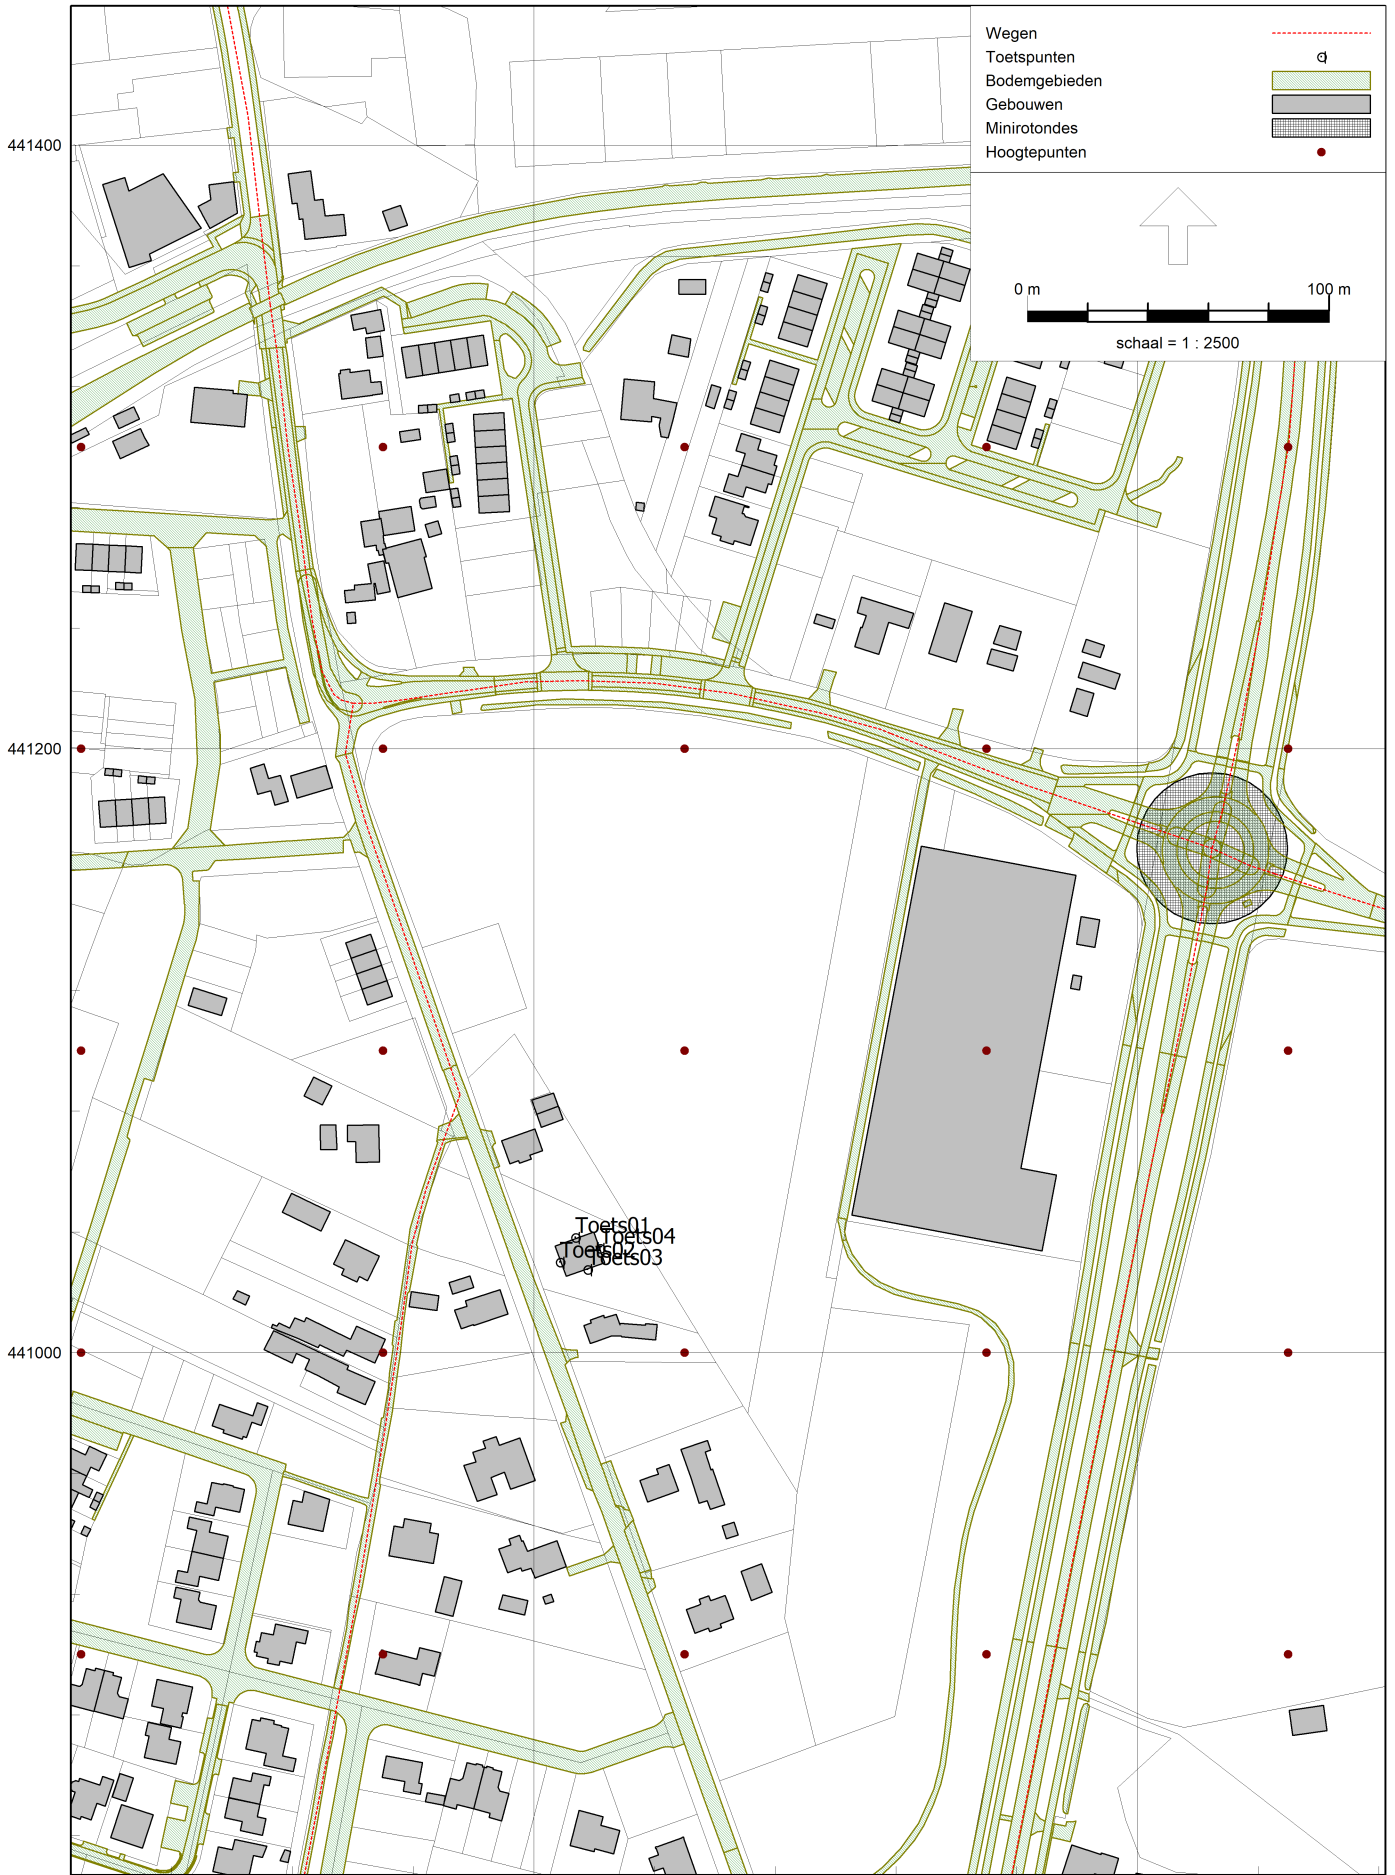 Wegen
Toetspunten
Bodemgebieden
Gebouwen
Minirotondes
Hoogtepunten
0 m 100 m
schaal = 1 : 2500
441400
441200
441000
Toets01
Toets04
Toets02
Toets03